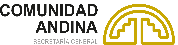 COMUNIDAD
ANDINA
SECRETARÍA GENERAL